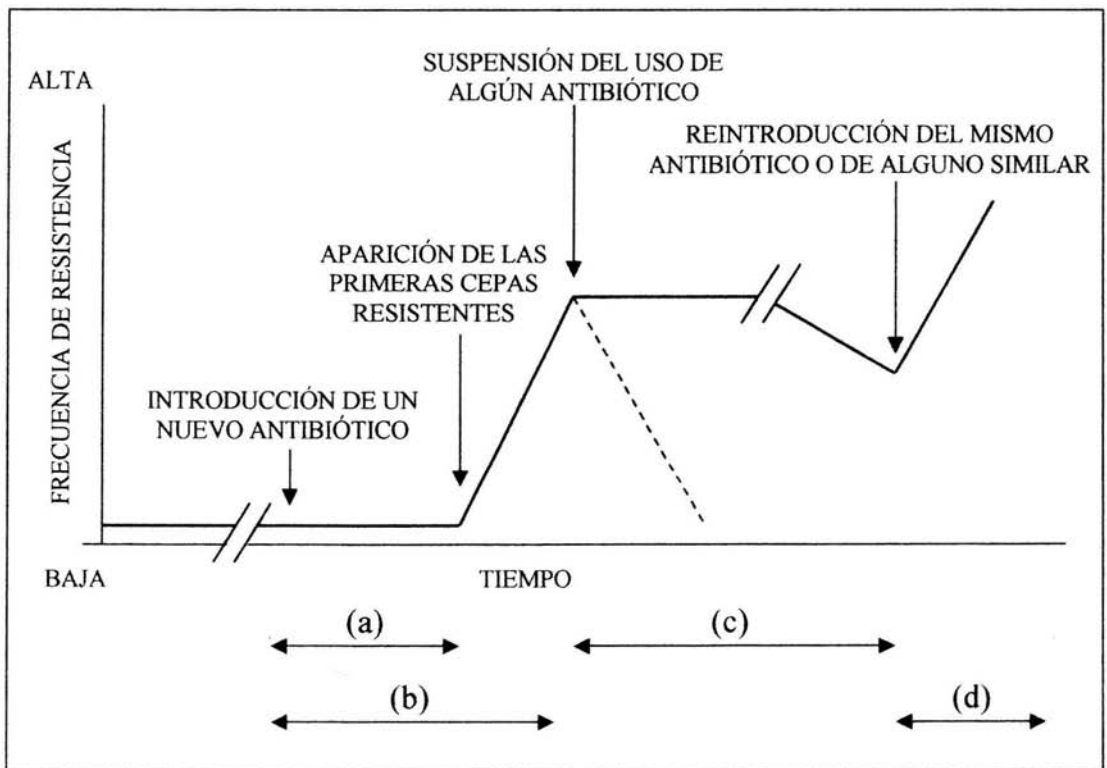 SUSPENSIÓN DEL USO DE
ALGÚN ANTIBIÓTICO
ALTA
REINTRODUCCIÓN DEL MISMO
ANTIBIÓTICO O DE ALGUNO SIMILAR
FRECUENCIA DE RESISTENCIA
APARICIÓN DE LAS
PRIMERAS CEPAS
RESISTENTES
INTRODUCCIÓN DE UN
NUEVO ANTIBIÓTICO
BAJA
TIEMPO
(a)
(c)
(b)
(d)